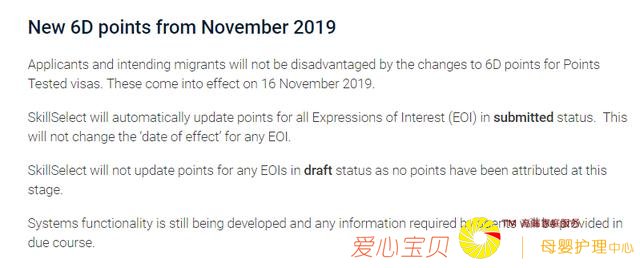 New 6D points from November 2019
Applicants and intending migrants will not be disadvantaged by the changes to 6D points for Points
Tested visas. These come into effect on 16 November 2019.
SkillSelect will automatically update points for all Expressions of Interest (EOI) in submitted status. This
will not change the ‘date of effect’ for any EOI.
SkillSelect will not update points for any EOIs in draft status as no points have been attributed at this
stage.
Systems functionality is still being developed and any information required by provided in
due course.
爱心宝贝
TM
母婴护理中心